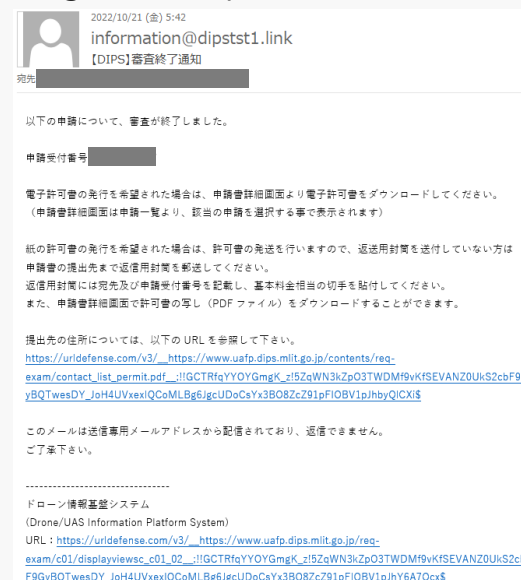 2022/10/21 (金) 5:42
information@dipstst1.link
【DIPS】審査終了通知
宛先
以下の申請について、審査が終了しました。
申請受付番号
電子許可書の発行を希望された場合は、申請書詳細画面より電子許可書をダウンロードしてください。
（申請書詳細画面は申請一覧より、該当の申請を選択する事で表示されます）
紙の許可書の発行を希望された場合は、許可書の発送を行いますので、返送用封筒を送付していない方は
申請書の提出先まで返信用封筒を郵送してください。
返信用封筒には宛先及び申請受付番号を記載し、基本料金相当の切手を貼付してください。
また、申請書詳細画面で許可書の写し（PDF ファイル）をダウンロードすることができます。
提出先の住所については、以下の URL を参照して下さい。
https://urldefense.com/v3/__https://www.uafp.dips.mlit.go.jp/contents/req-
exam/contact_list_permit.pdf__;!!GCTRfqYYOYGmgK_z!5ZqWN3kZpO3TWDMf9vKfSEVANZ0UkS2cbF9
yBQTwesDY_JoH4UVxexlQCoMLBg6JgcUDoCsYx3BO8ZcZ91pFIOBV1pJhbyQlCXi$
このメールは送信専用メールアドレスから配信されており、返信できません。
ご了承下さい。
-------------------------------
ドローン情報基盤システム
(Drone/UAS Information Platform System)
URL：https://urldefense.com/v3/__https://www.uafp.dips.mlit.go.jp/req-
exam/c01/displayviewsc_c01_02__;!!GCTRfqYYOYGmgK_z!5ZqWN3kZpO3TWDMf9vKfSEVANZ0UkS2cl
F9GyBQTwesDY_JoH4UVxexlQCoMLBg6JgcUDoCsYx3BO8ZcZ91pFIOBV1pJhY6A7Qcx$